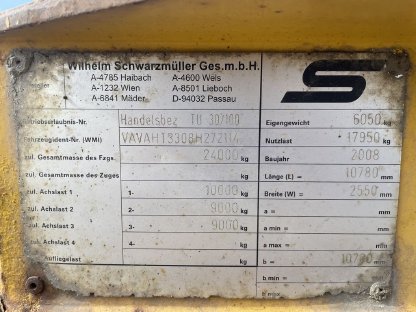 Wilhelm Schwarzmüller Ges.m.b.H.
A-4785 Haibach A-4600 Wels
A-1232 Wien A-8501 Lieboch
A-6841 Mäder D-94032 Passau
Betriebserlaubnis-Nr. Handelsbez TU 30/100
Fahrzeugident-Nr. (WMI)
zul. Gesamtmasse des Fzgs. 24000 kg
zul. Gesamtmasse des Zuges kg
zul. Achslast 1 1- 10000 kg
zul. Achslast 2 2- 9000 kg
zul. Achslast 3 3- 9000 kg
zul. Achslast 4 4- kg
Aufliegelast kg
S
Eigengewicht 6050 kg
Nutzlast 17950 kg
Baujahr 2008
Länge (L) = 10780 mm
Breite (W) = 2550 mm
a = mm
a min = mm
a max = mm
b = mm
b min = mm